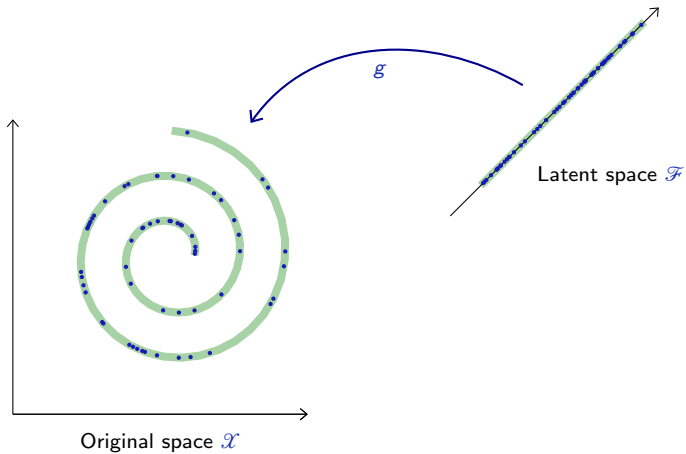 g
Latent space ℱ
Original space 𝒳